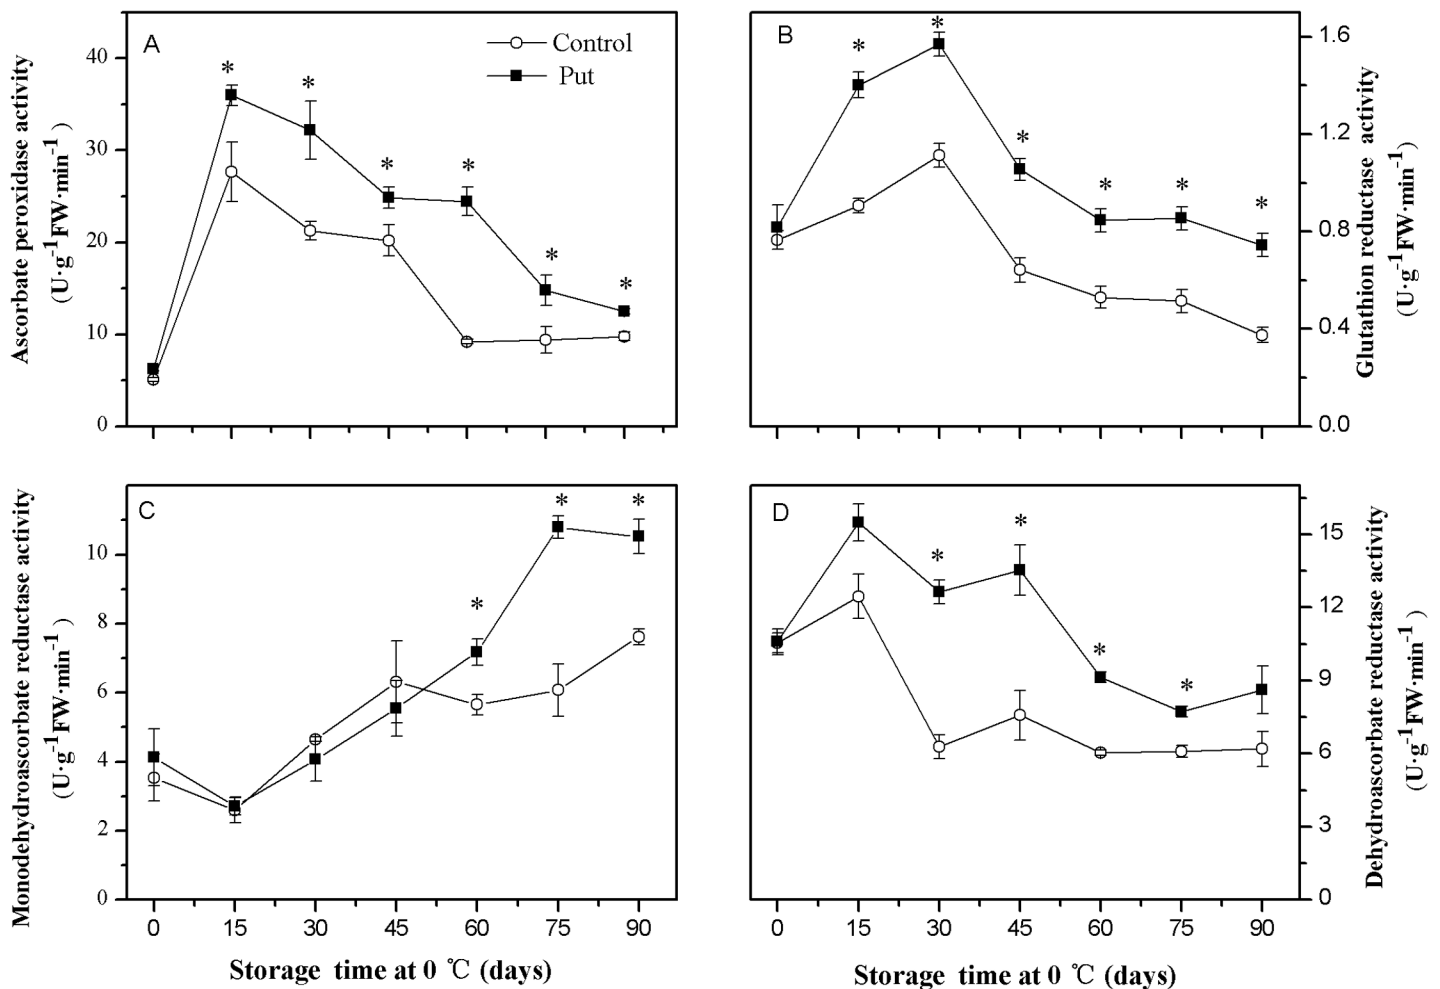 A
Control
Put
* * * * * *
40
30
20
10
0
Ascorbate peroxidase activity
(U·g⁻¹FW·min⁻¹)
B
* * * * * *
1.6
1.2
0.8
0.4
0.0
Glutathion reductase activity
(U·g⁻¹FW·min⁻¹)
C
* * *
10
8
6
4
2
0
Monodehydroascorbate reductase activity
(U·g⁻¹FW·min⁻¹)
0 15 30 45 60 75 90
Storage time at 0 ℃ (days)
D
* * * *
15
12
9
6
3
0
Dehydroascorbate reductase activity
(U·g⁻¹FW·min⁻¹)
0 15 30 45 60 75 90
Storage time at 0 ℃ (days)